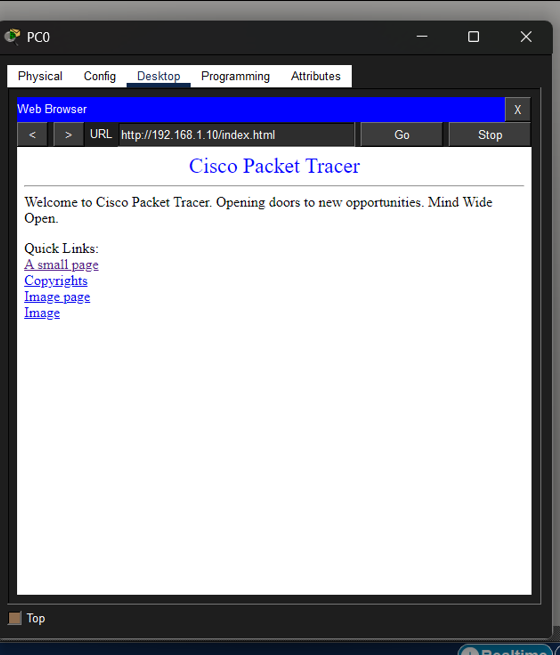 PC0
Physical Config Desktop Programming Attributes
Web Browser X
< > URL http://192.168.1.10/index.html Go Stop
Cisco Packet Tracer
Welcome to Cisco Packet Tracer. Opening doors to new opportunities. Mind Wide
Open.
Quick Links:
A small page
Copyrights
Image page
Image
Top
Realtime